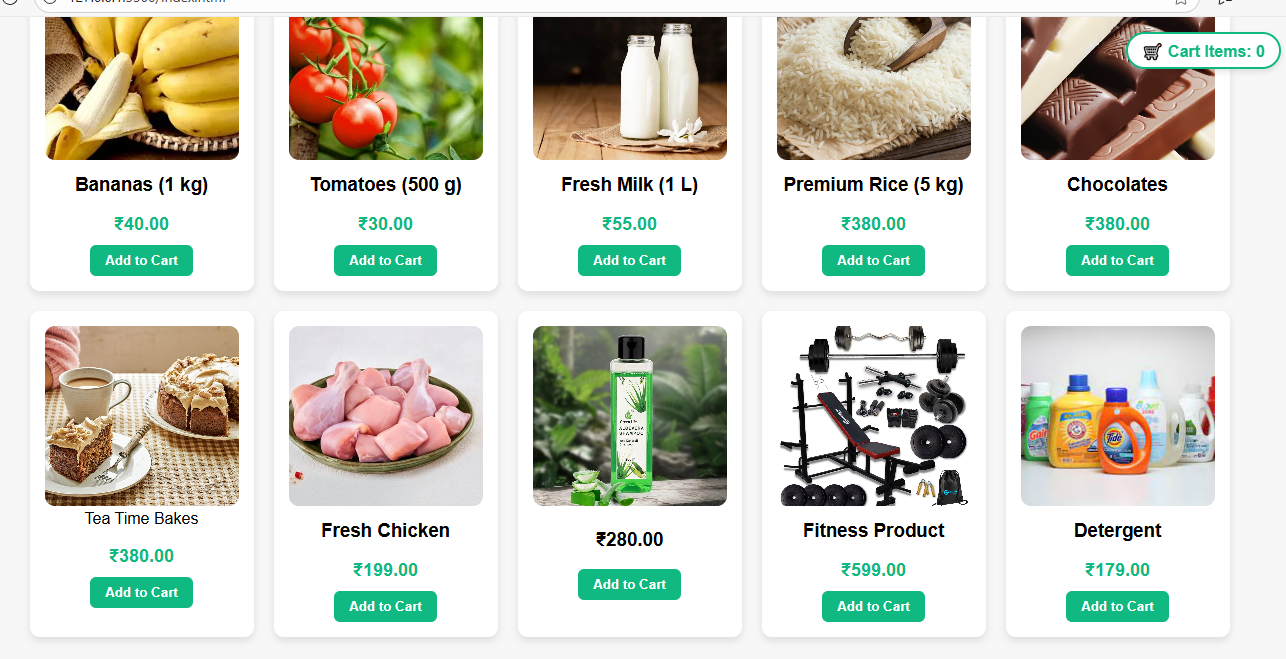 Cart Items: 0
Bananas (1 kg)
Tomatoes (500 g)
Fresh Milk (1 L)
Premium Rice (5 kg)
Chocolates
₹40.00
₹30.00
₹55.00
₹380.00
₹380.00
Add to Cart
Add to Cart
Add to Cart
Add to Cart
Add to Cart
Tide
Tea Time Bakes
Fresh Chicken
₹280.00
Fitness Product
Detergent
₹380.00
₹199.00
₹599.00
₹179.00
Add to Cart
Add to Cart
Add to Cart
Add to Cart
Add to Cart